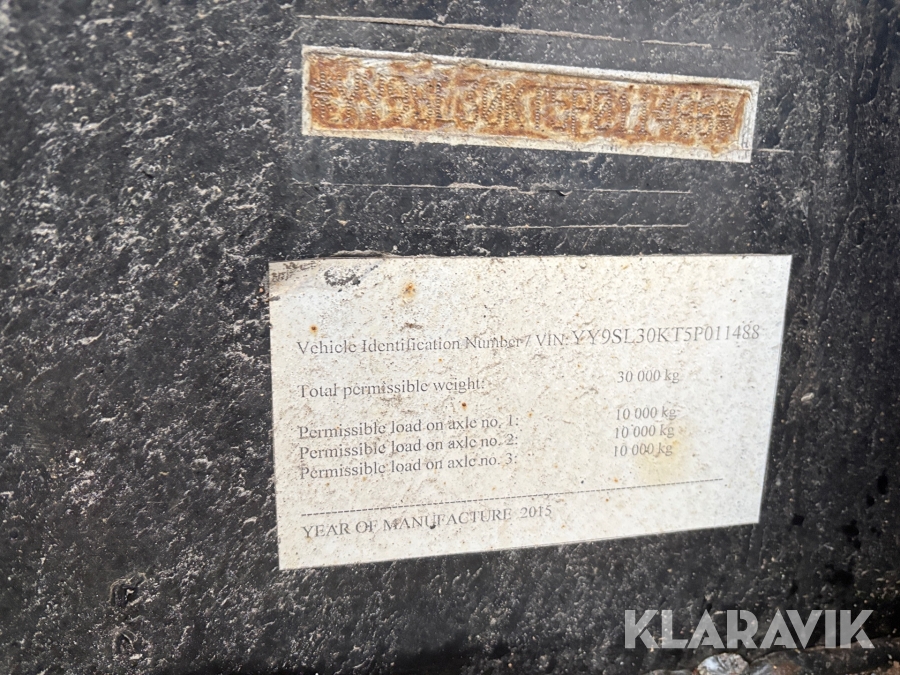 Vehicle Identification Number / VIN: YY9SL30KT5P011488
Total permissible weight: 30 000 kg
Permissible load on axle no. 1: 10 000 kg
Permissible load on axle no. 2: 10 000 kg
Permissible load on axle no. 3: 10 000 kg
YEAR OF MANUFACTURE 2015
KLARAVIK